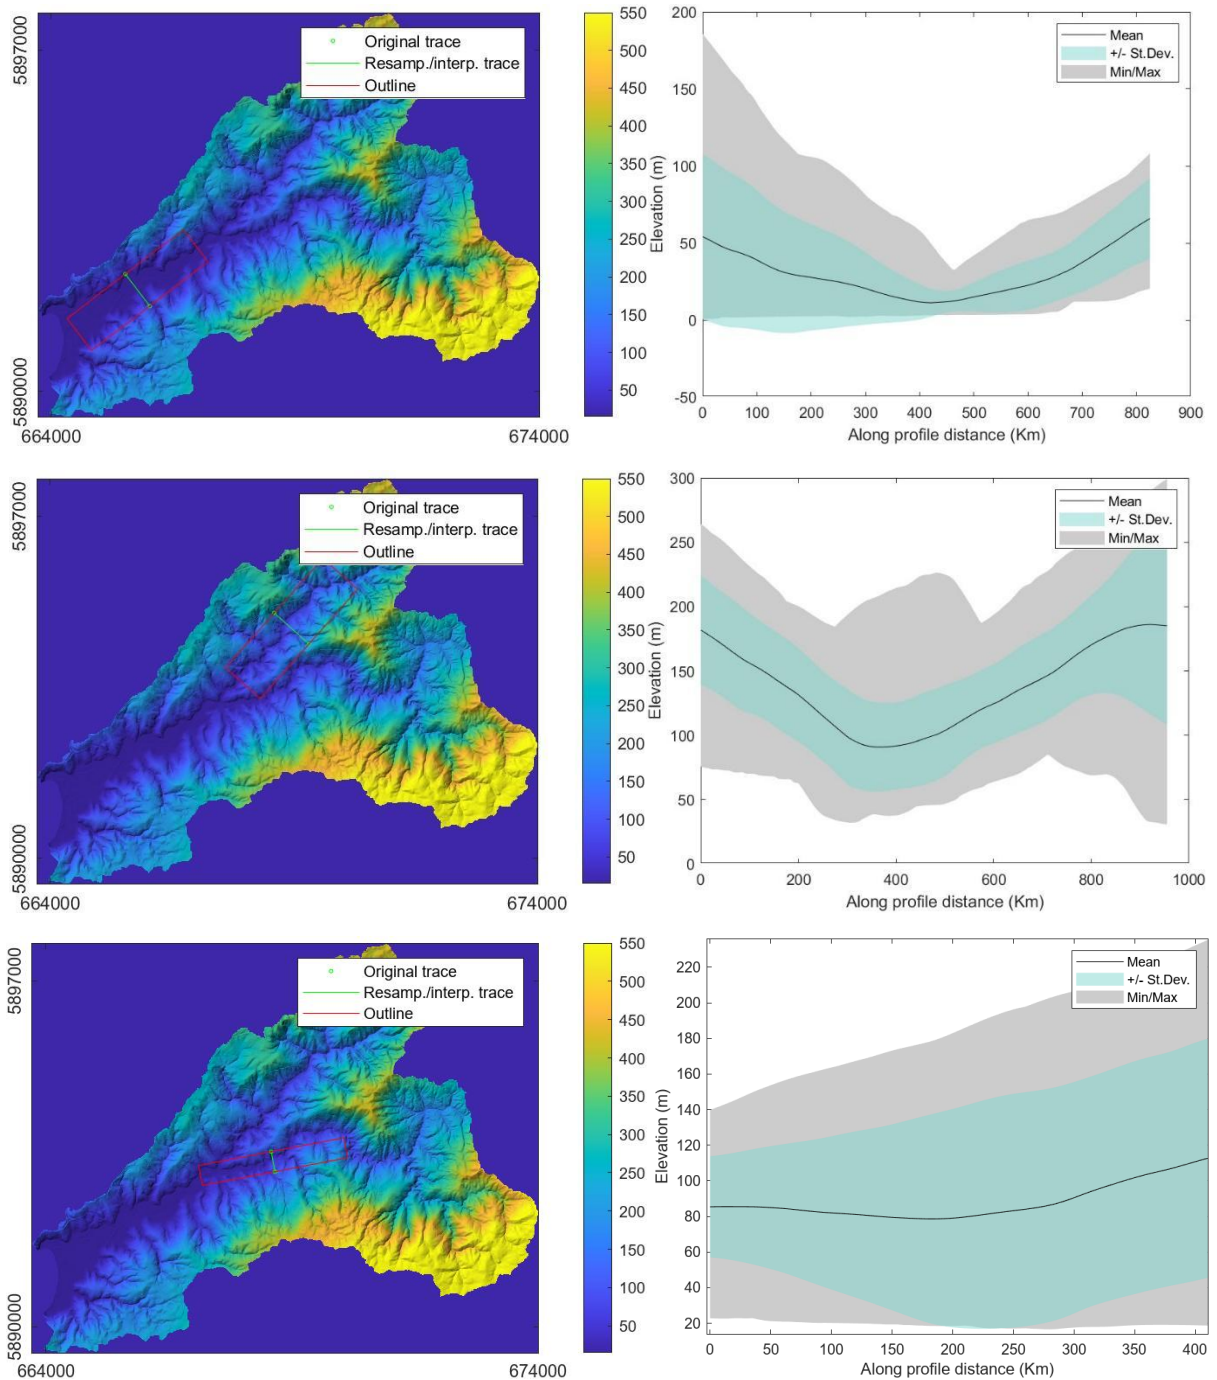 5897000
5890000
664000
674000
Original trace
Resamp./interp. trace
Outline
550
500
450
400
350
300
250
200
150
100
50
200
150
100
50
0
-50
Elevation (m)
0 100 200 300 400 500 600 700 800 900
Along profile distance (Km)
Mean
+/- St.Dev.
Min/Max
5897000
5890000
664000
674000
Original trace
Resamp./interp. trace
Outline
550
500
450
400
350
300
250
200
150
100
50
300
250
200
150
100
50
0
Elevation (m)
0 200 400 600 800 1000
Along profile distance (Km)
Mean
+/- St.Dev.
Min/Max
5897000
5890000
664000
674000
Original trace
Resamp./interp. trace
Outline
550
500
450
400
350
300
250
200
150
100
50
220
200
180
160
140
120
100
80
60
40
20
Elevation (m)
0 50 100 150 200 250 300 350 400
Along profile distance (Km)
Mean
+/- St.Dev.
Min/Max